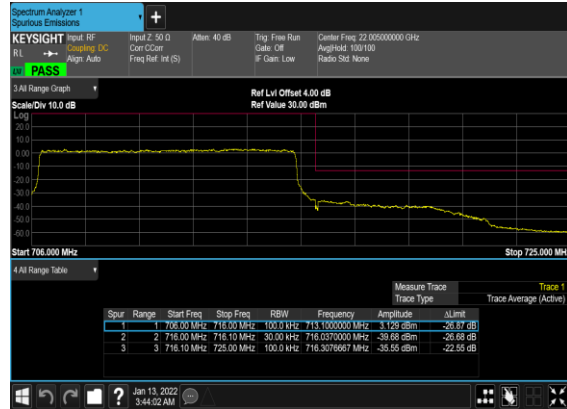 Spectrum Analyzer 1
Spurious Emissions
KEYSIGHT
RL
Input: RF
Coupling: DC
Align: Auto
Input Z: 50 Ω
Corr CCorr
Freq Ref: Int (S)
Atten: 40 dB
Trig: Free Run
Gate: Off
IF Gain: Low
Center Freq: 22.005000000 GHz
Avg|Hold: 100/100
Radio Std: None
PASS
3 All Range Graph
Ref Lvl Offset 4.00 dB
Scale/Div 10.0 dB
Ref Value 30.00 dBm
Log
20.0
10.0
0.00
-10.0
-20.0
-30.0
-40.0
-50.0
-60.0
Start 706.000 MHz
Stop 725.000 MH
4 All Range Table
Measure Trace Trace 1
Trace Type Trace Average (Active)
Spur Range Start Freq Stop Freq RBW Frequency Amplitude ΔLimit
1 1 706.00 MHz 716.00 MHz 100.0 kHz 713.1000000 MHz 3.129 dBm -26.87 dB
2 2 716.00 MHz 716.10 MHz 30.00 kHz 716.0370000 MHz -39.68 dBm -26.68 dB
3 3 716.10 MHz 725.00 MHz 100.0 kHz 716.3076667 MHz -35.55 dBm -22.55 dB
Jan 13, 2022
3:44:02 AM